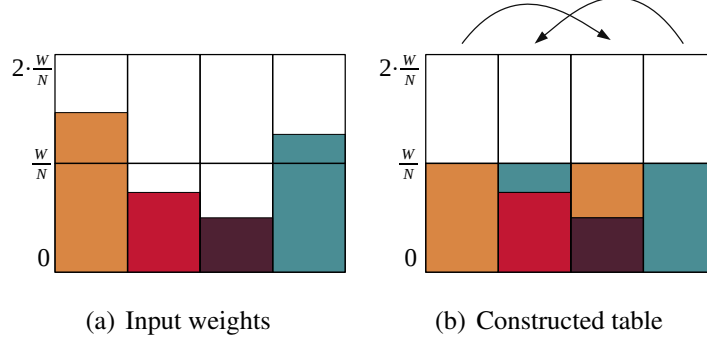 2·W/N
W/N
0
(a) Input weights
2·W/N
W/N
0
(b) Constructed table